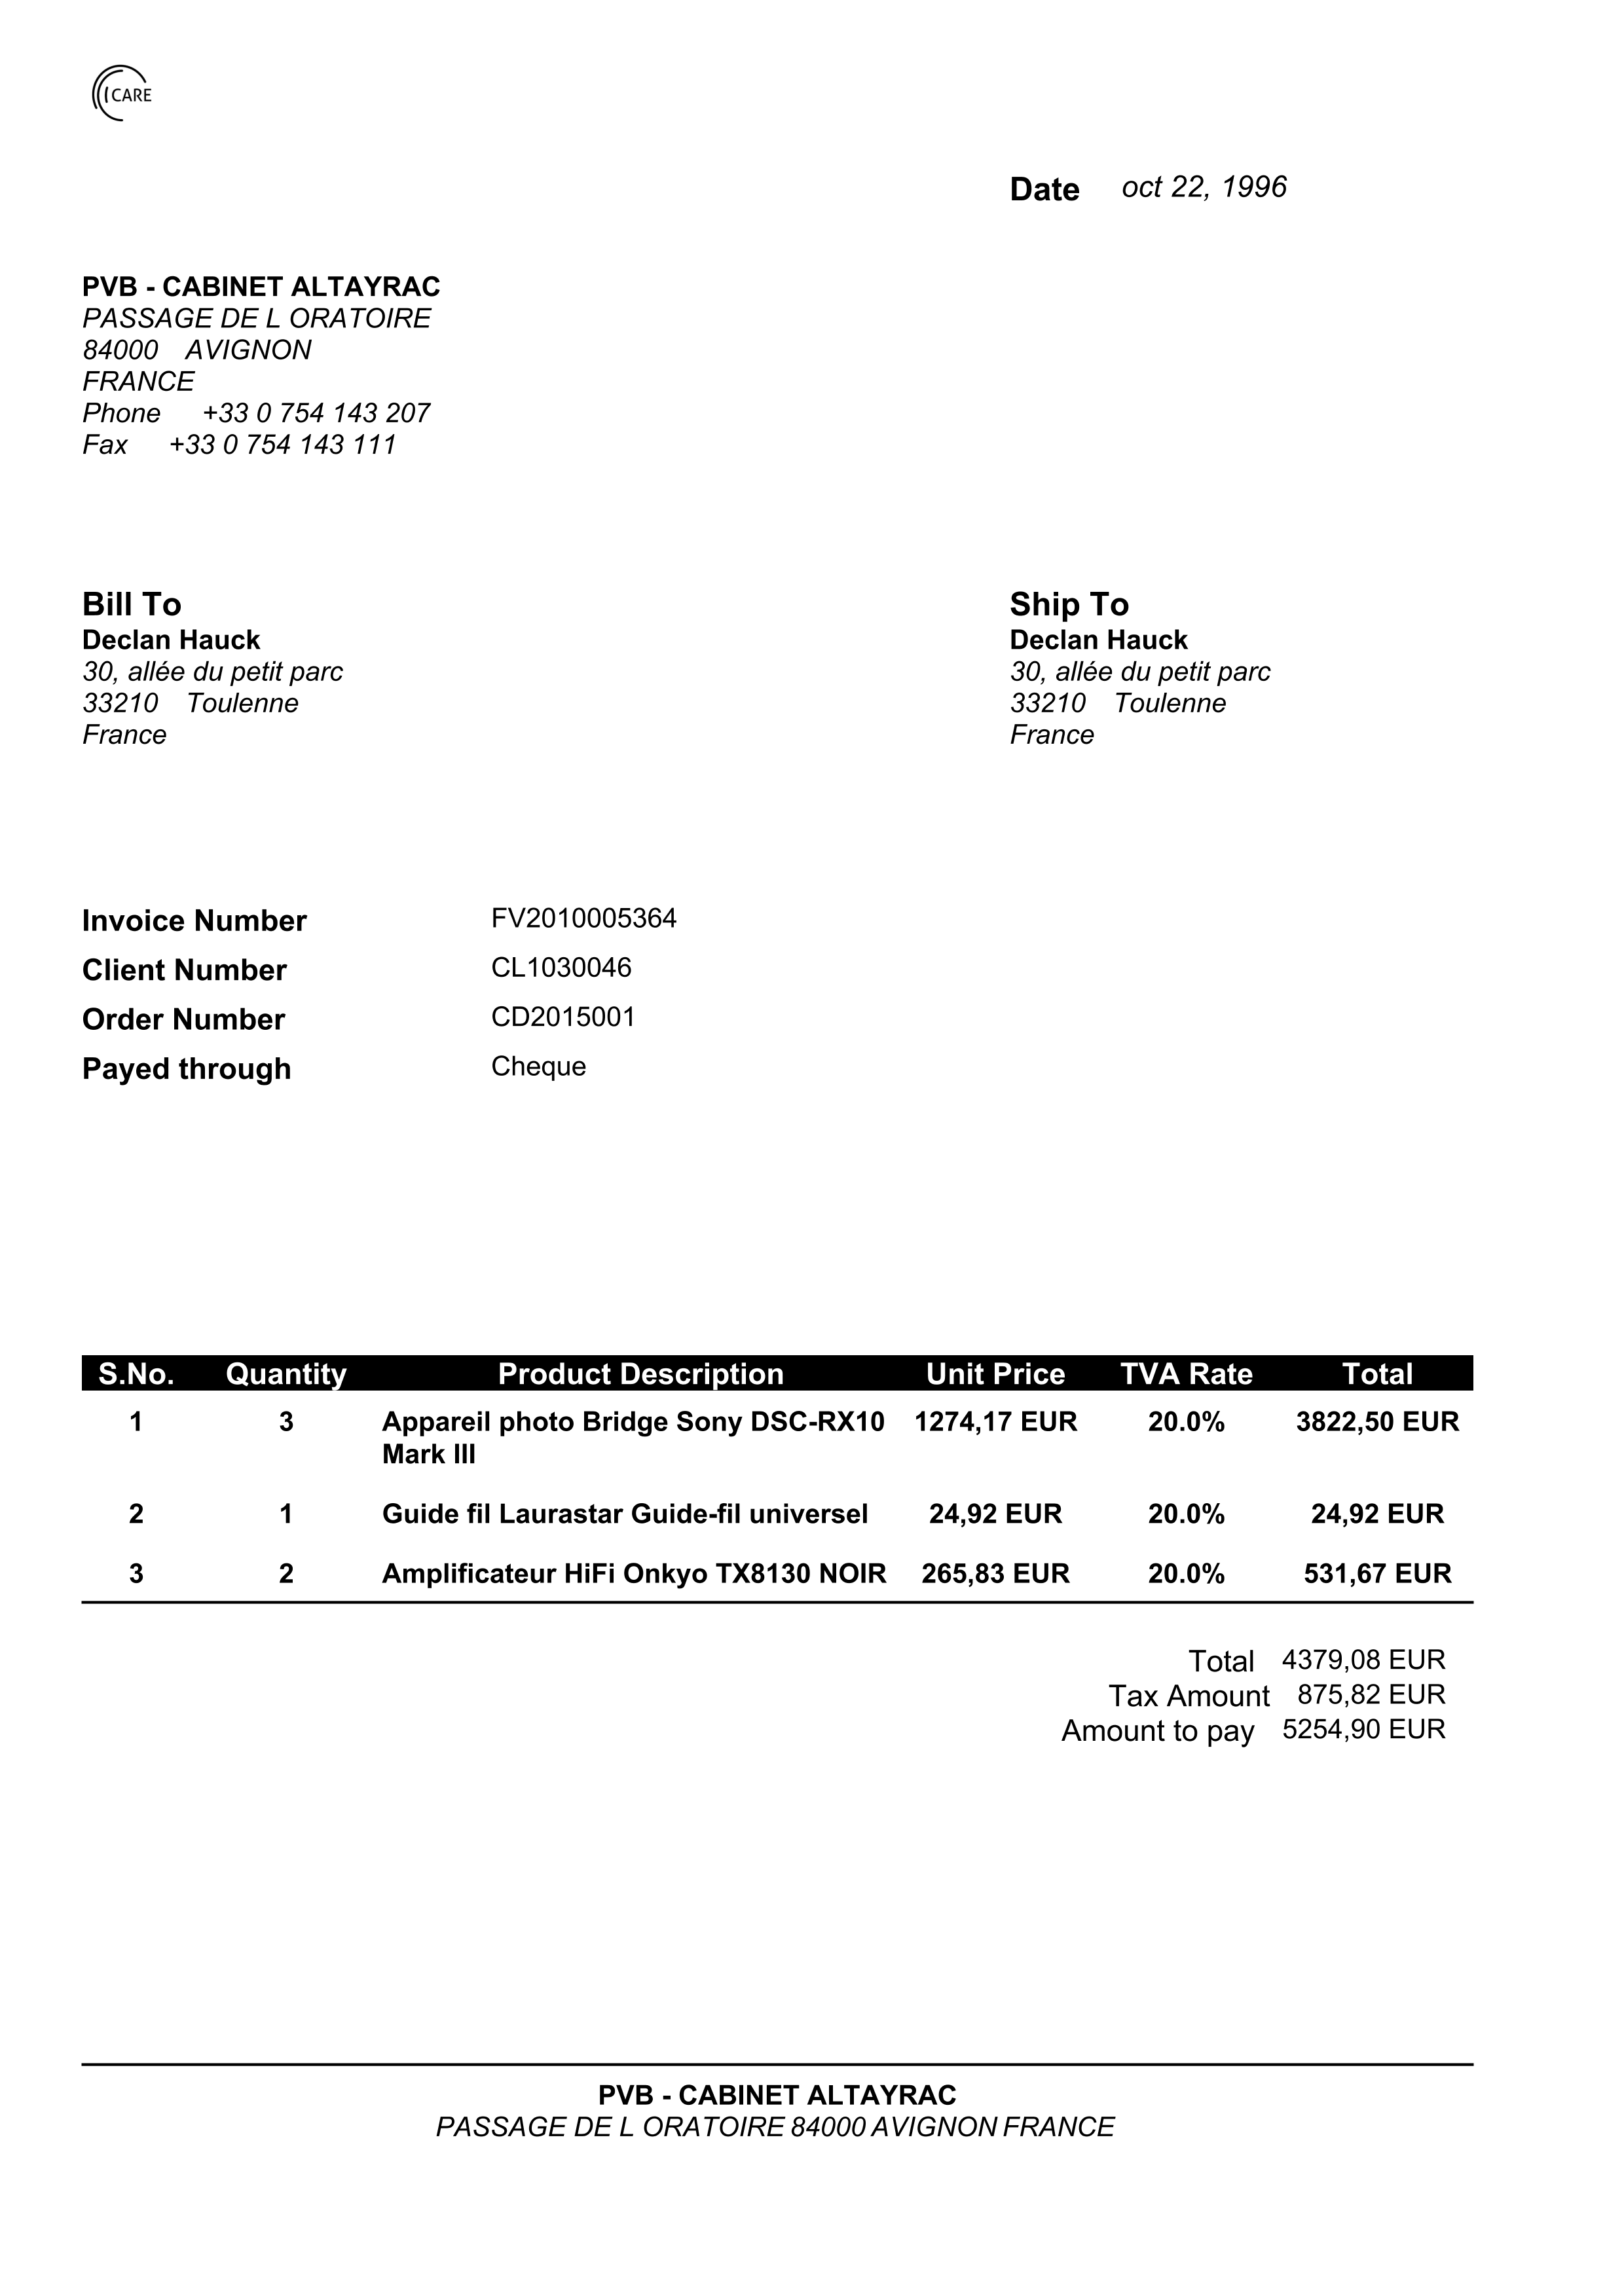 ICARE
Date oct 22, 1996
PVB - CABINET ALTAYRAC
PASSAGE DE L ORATOIRE
84000 AVIGNON
FRANCE
Phone +33 0 754 143 207
Fax +33 0 754 143 111
Bill To
Declan Hauck
30, allée du petit parc
33210 Toulenne
France
Ship To
Declan Hauck
30, allée du petit parc
33210 Toulenne
France
Invoice Number FV2010005364
Client Number CL1030046
Order Number CD2015001
Payed through Cheque
S.No. Quantity Product Description Unit Price TVA Rate Total
1 3 Appareil photo Bridge Sony DSC-RX10 1274,17 EUR 20.0% 3822,50 EUR
Mark III
2 1 Guide fil Laurastar Guide-fil universel 24,92 EUR 20.0% 24,92 EUR
3 2 Amplificateur HiFi Onkyo TX8130 NOIR 265,83 EUR 20.0% 531,67 EUR
Total 4379,08 EUR
Tax Amount 875,82 EUR
Amount to pay 5254,90 EUR
PVB - CABINET ALTAYRAC
PASSAGE DE L ORATOIRE 84000 AVIGNON FRANCE